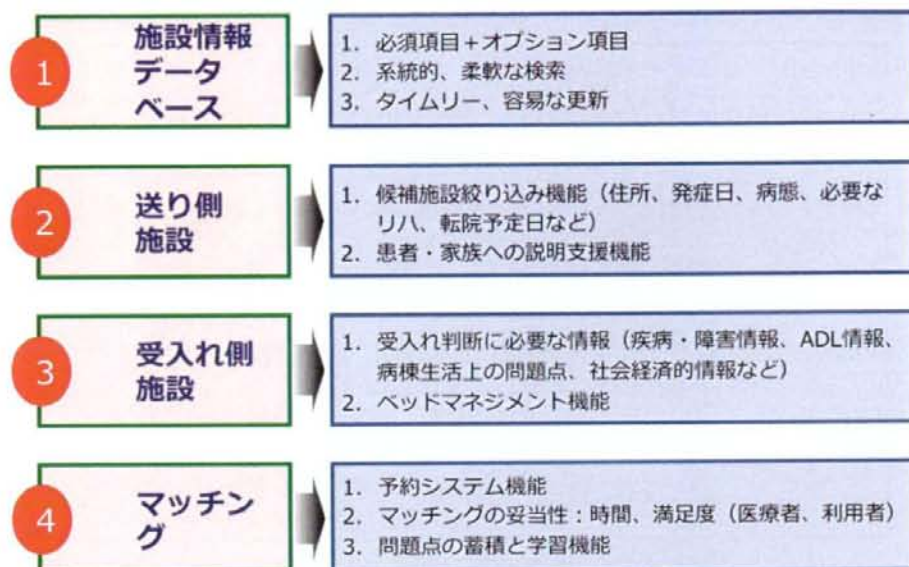 1
施設情報
データ
ベース
1. 必須項目＋オプション項目
2. 系統的、柔軟な検索
3. タイムリー、容易な更新
2
送り側
施設
1. 候補施設絞り込み機能（住所、発症日、病態、必要な
リハ、転院予定日など）
2. 患者・家族への説明支援機能
3
受入れ側
施設
1. 受入れ判断に必要な情報（疾病・障害情報、ADL情報、
病棟生活上の問題点、社会経済的情報など）
2. ベッドマネジメント機能
4
マッチン
グ
1. 予約システム機能
2. マッチングの妥当性：時間、満足度（医療者、利用者）
3. 問題点の蓄積と学習機能